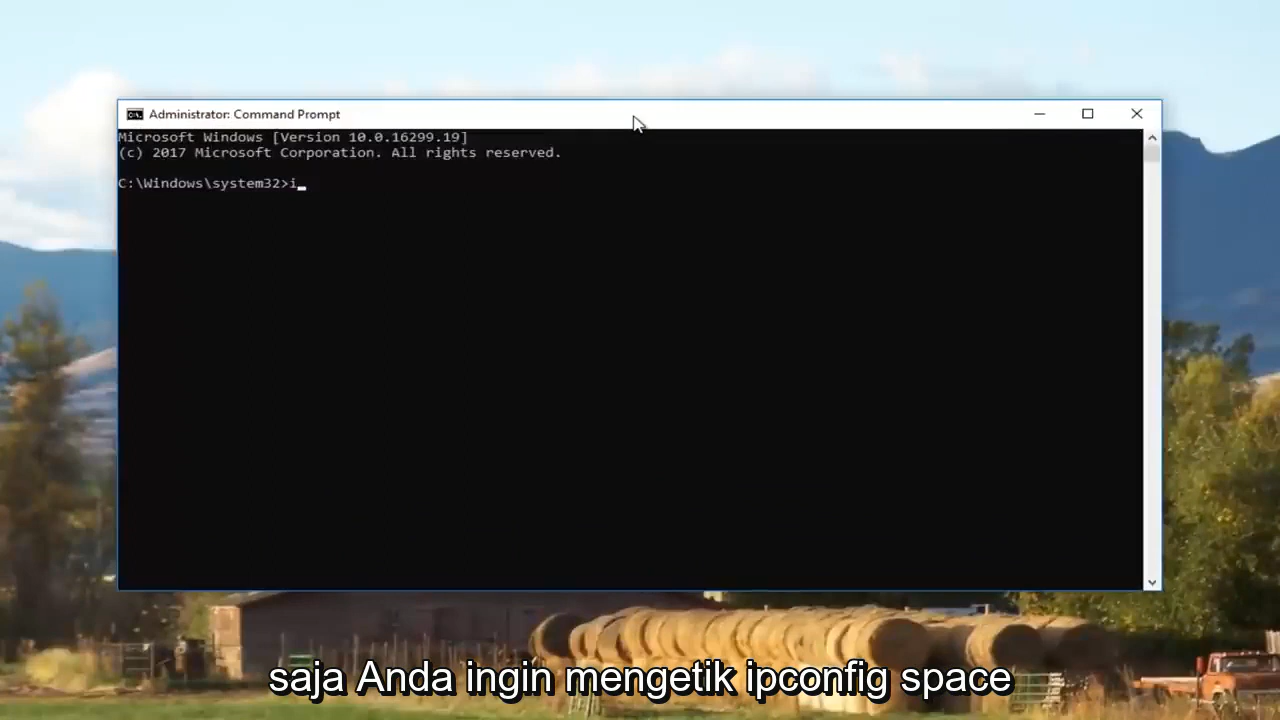 Administrator: Command Prompt
Microsoft Windows [Version 10.0.16299.19]
(c) 2017 Microsoft Corporation. All rights reserved.
C:\Windows\system32>i
saja Anda ingin mengetik ipconfig space